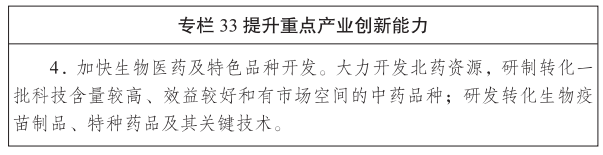 专栏 33 提升重点产业创新能力
4．加快生物医药及特色品种开发。大力开发北药资源，研制转化一
批科技含量较高、效益较好和有市场空间的中药品种；研发转化生物疫
苗制品、特种药品及其关键技术。